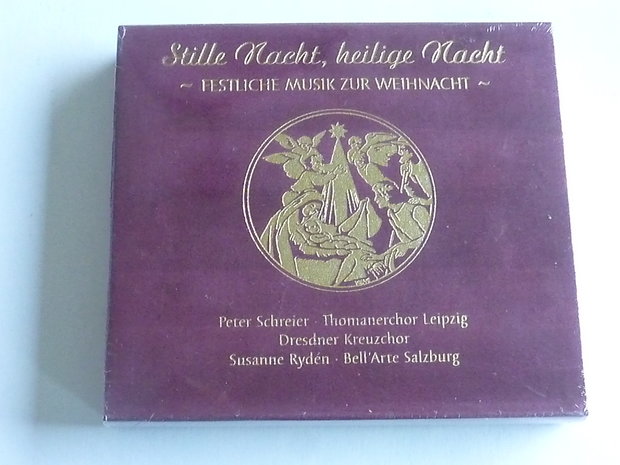 Stille Nacht, heilige Nacht
~ FESTLICHE MUSIK ZUR WEIHNACHT ~
Peter Schreier · Thomanerchor Leipzig
Dresdner Kreuzchor
Susanne Rydén · Bell'Arte Salzburg